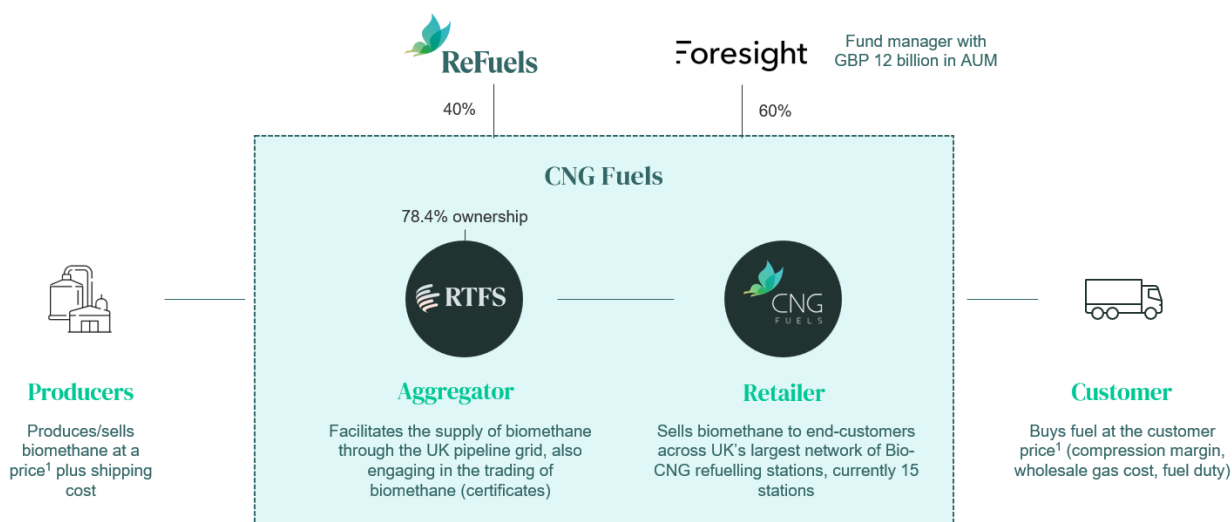 ReFuels
Foresight
Fund manager with
GBP 12 billion in AUM
40%
60%
CNG Fuels
78.4% ownership
RTFS
CNG
FUELS
Producers
Produces/sells
biomethane at a
price¹ plus shipping
cost
Aggregator
Facilitates the supply of biomethane
through the UK pipeline grid, also
engaging in the trading of
biomethane (certificates)
Retailer
Sells biomethane to end-customers
across UK's largest network of Bio-
CNG refuelling stations, currently 15
stations
Customer
Buys fuel at the customer
price¹ (compression margin,
wholesale gas cost, fuel duty)